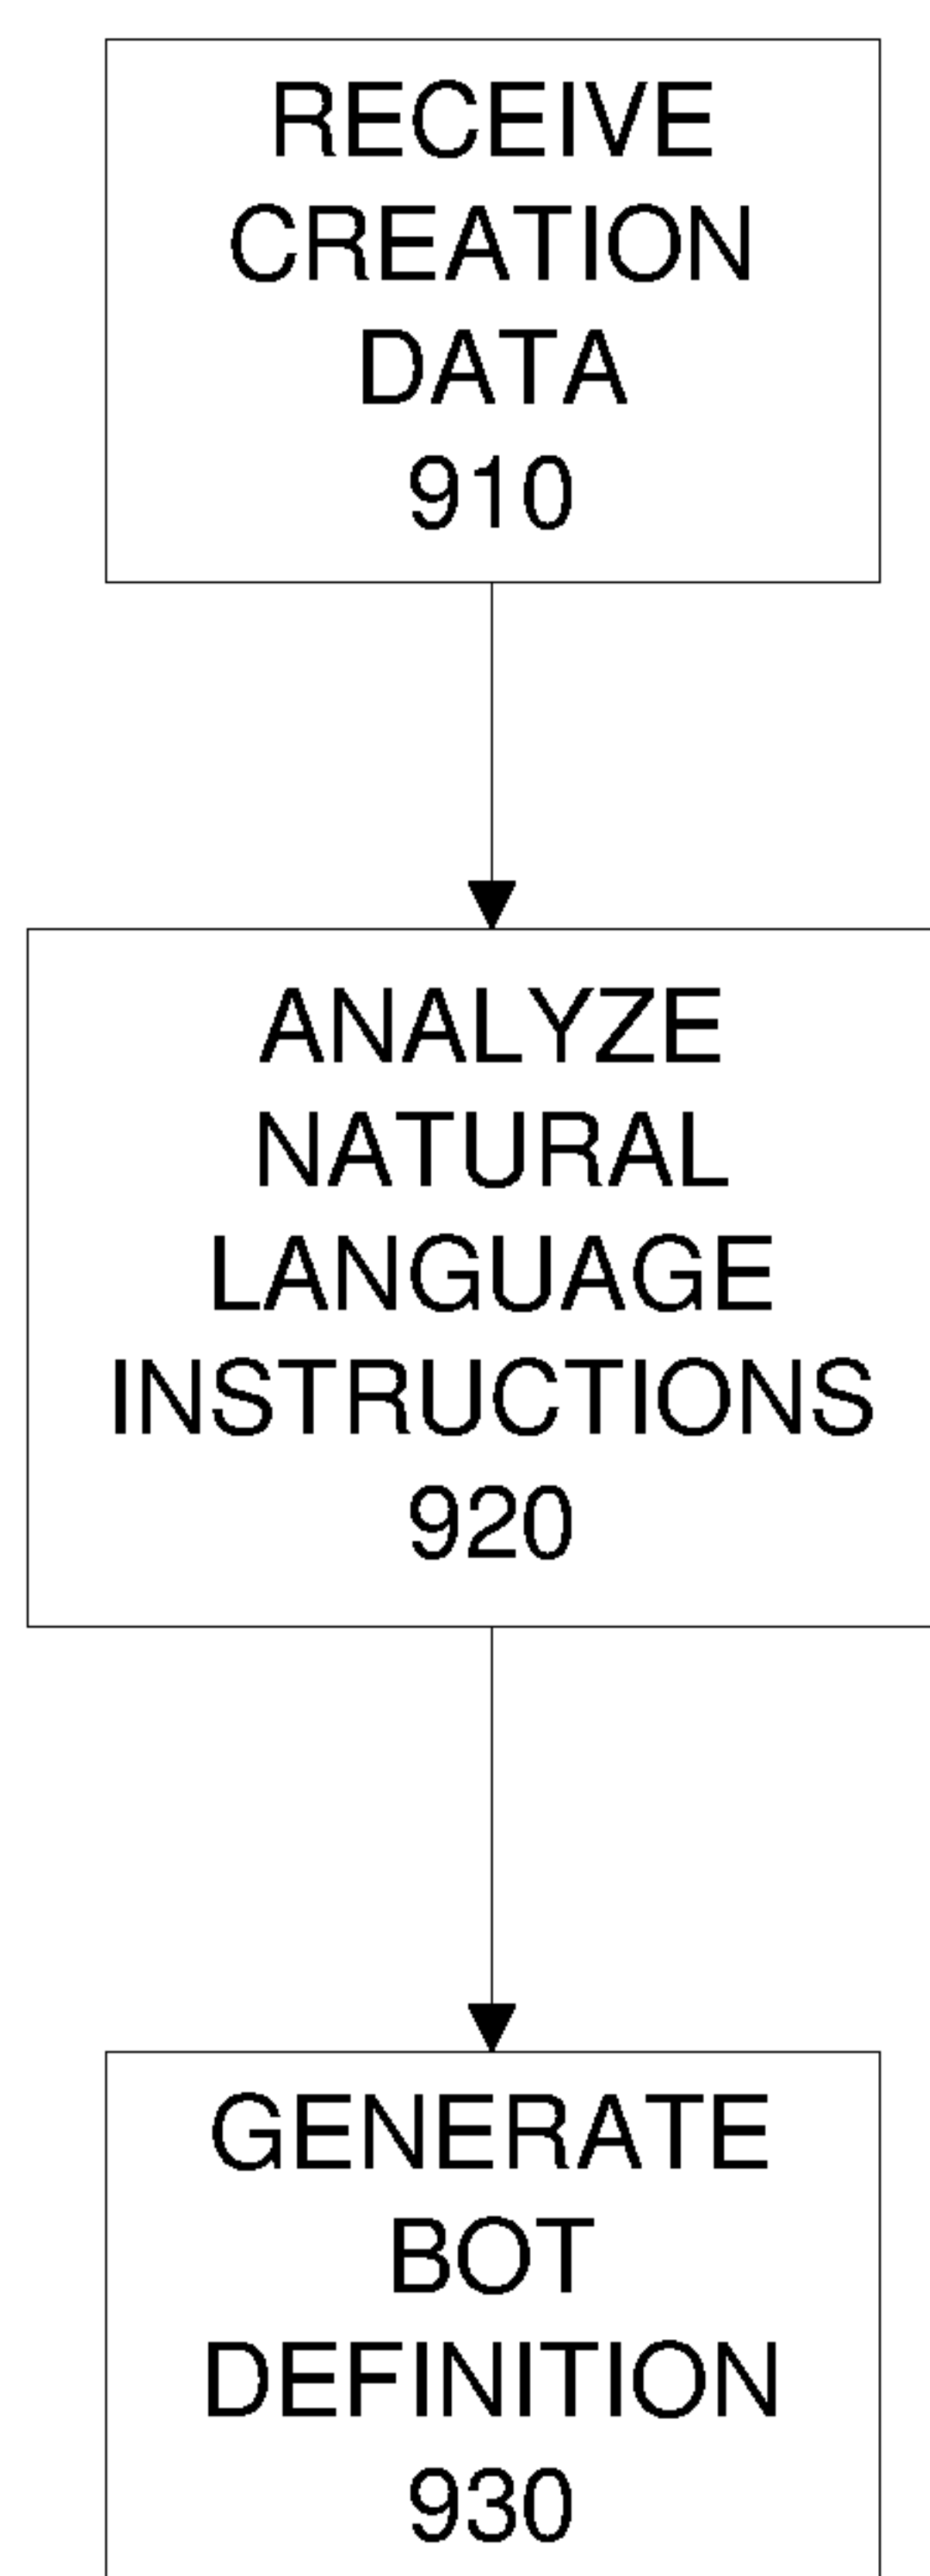 RECEIVE
CREATION
DATA
910
ANALYZE
NATURAL
LANGUAGE
INSTRUCTIONS
920
GENERATE
BOT
DEFINITION
930